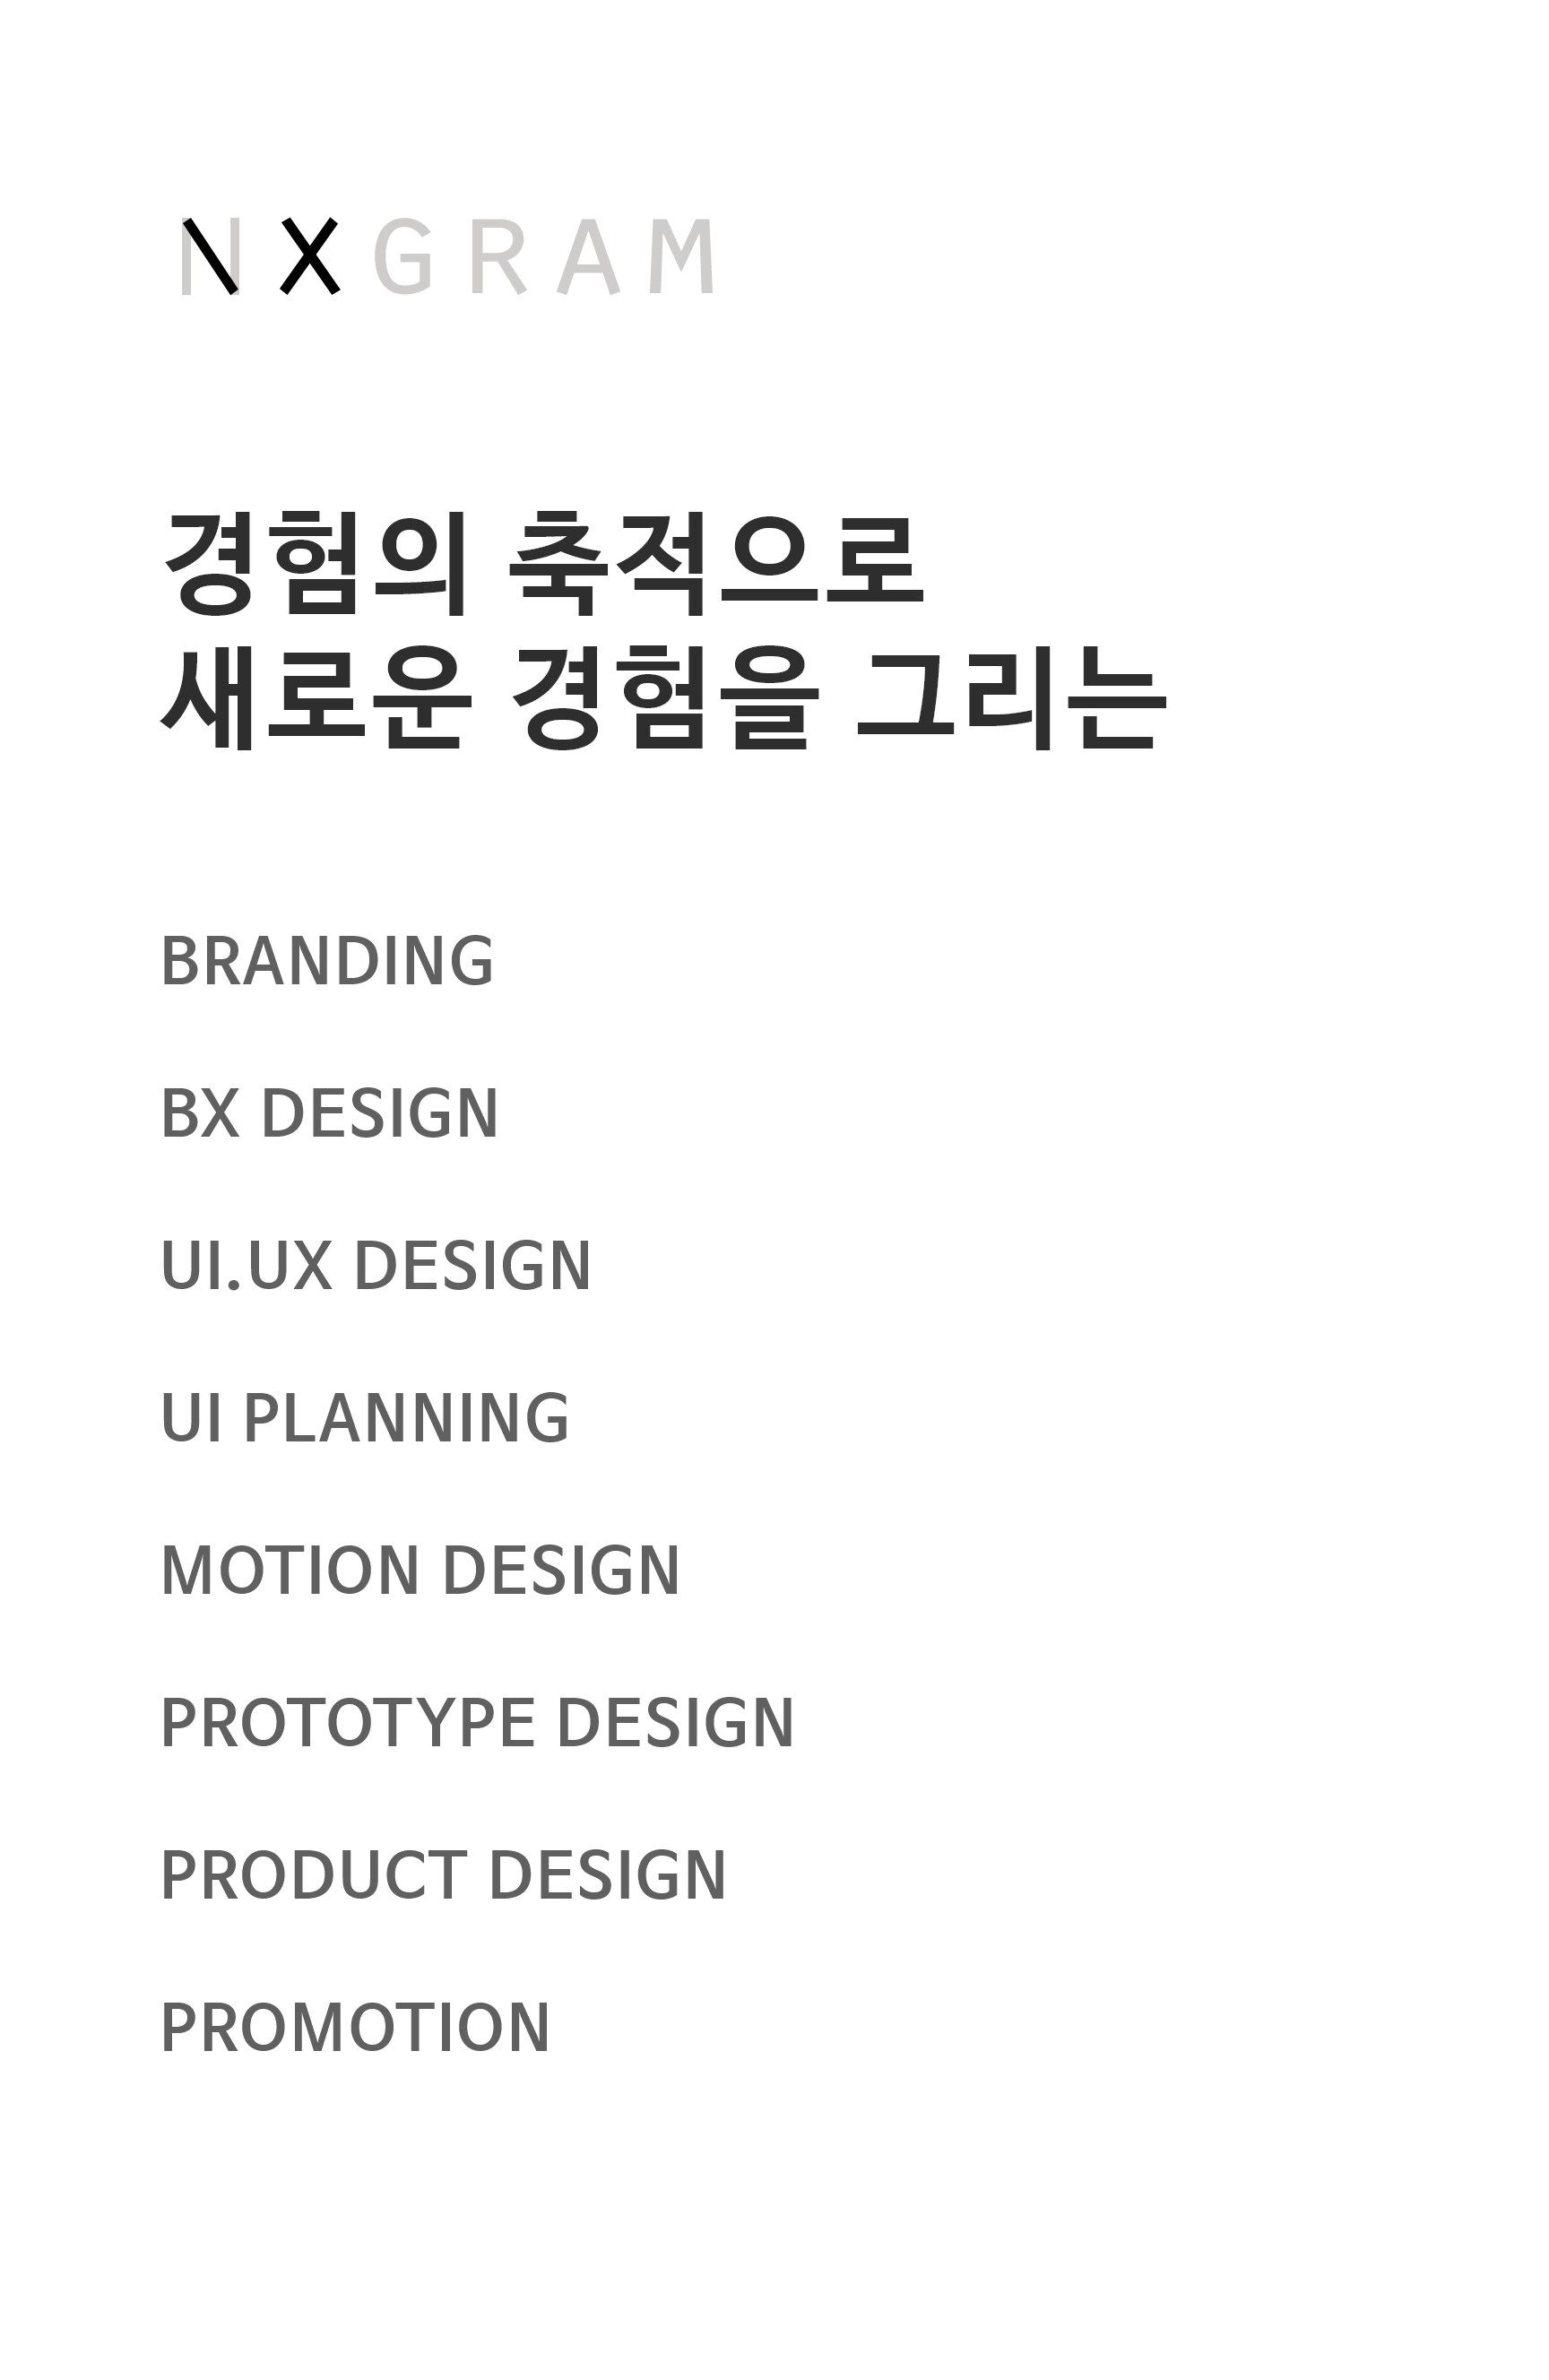 NXGRAM
경험의 축적으로
새로운 경험을 그리는
BRANDING
BX DESIGN
UI.UX DESIGN
UI PLANNING
MOTION DESIGN
PROTOTYPE DESIGN
PRODUCT DESIGN
PROMOTION